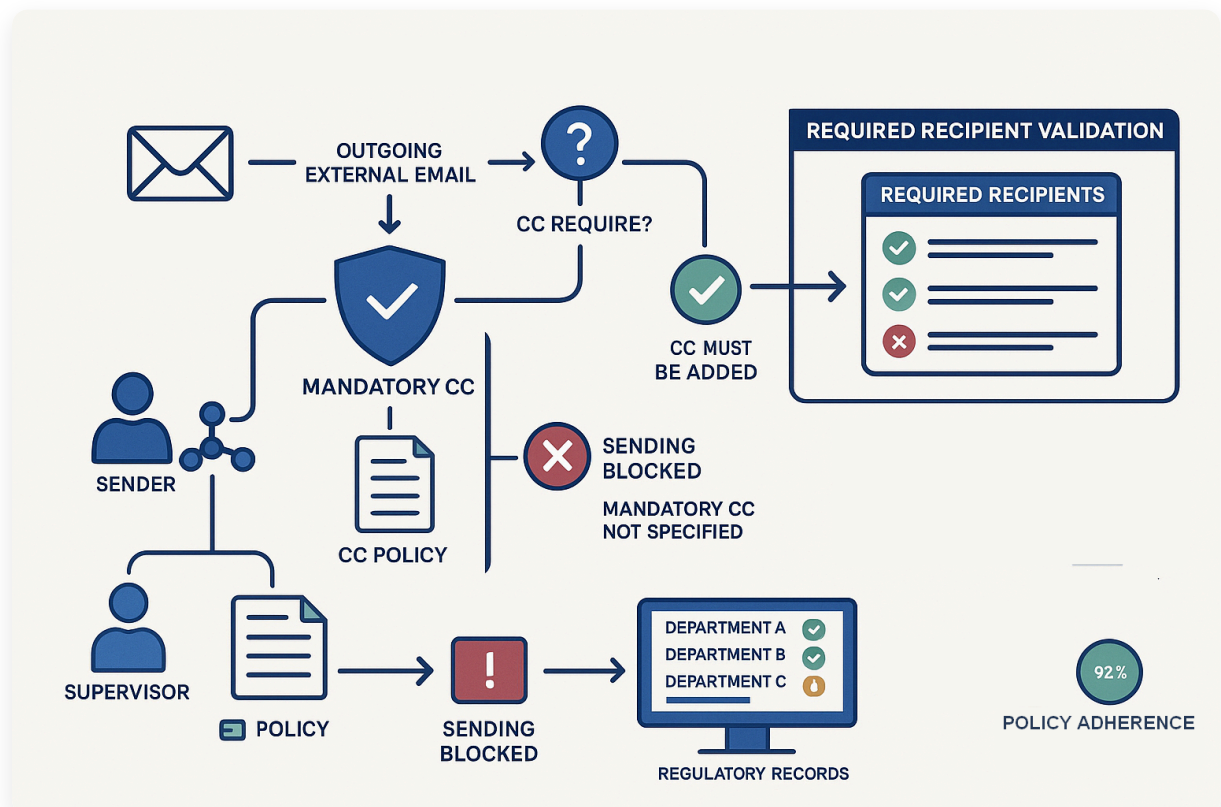 OUTGOING
EXTERNAL EMAIL
?
CC REQUIRE?
REQUIRED RECIPIENT VALIDATION
REQUIRED RECIPIENTS
CC MUST
BE ADDED
MANDATORY CC
SENDER
CC POLICY
SENDING
BLOCKED
MANDATORY CC
NOT SPECIFIED
SUPERVISOR
POLICY
!
SENDING
BLOCKED
DEPARTMENT A
DEPARTMENT B
DEPARTMENT C
REGULATORY RECORDS
92%
POLICY ADHERENCE